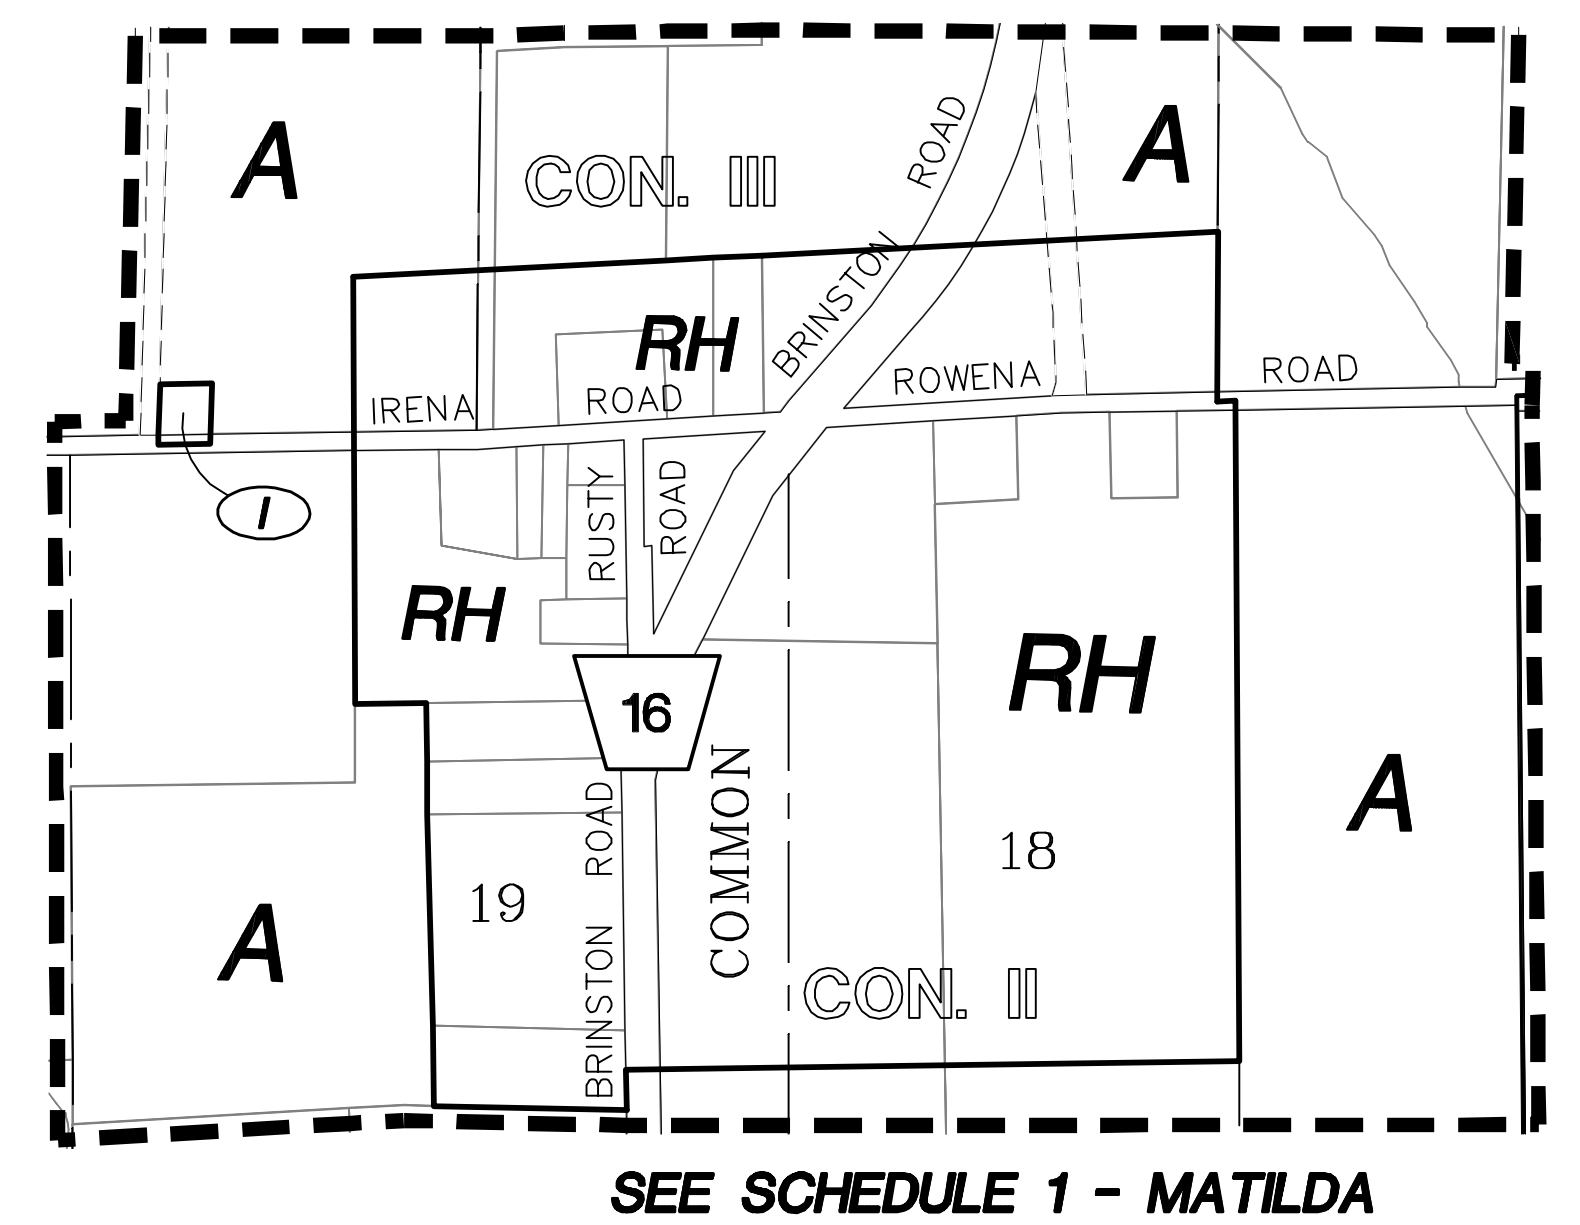 A
CON. III
BRINSTON ROAD
A
RH
IRENA ROAD
ROWENA ROAD
I
RUSTY ROAD
RH
RH
16
COMMON
A
BRINSTON ROAD
18
19
A
CON. II
SEE SCHEDULE 1 - MATILDA